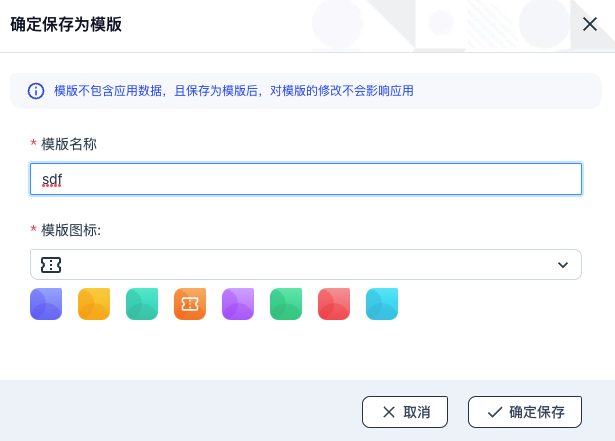 确定保存为模版
模版不包含应用数据，且保存为模版后，对模版的修改不会影响应用
* 模版名称
sdf
* 模版图标:
取消
确定保存